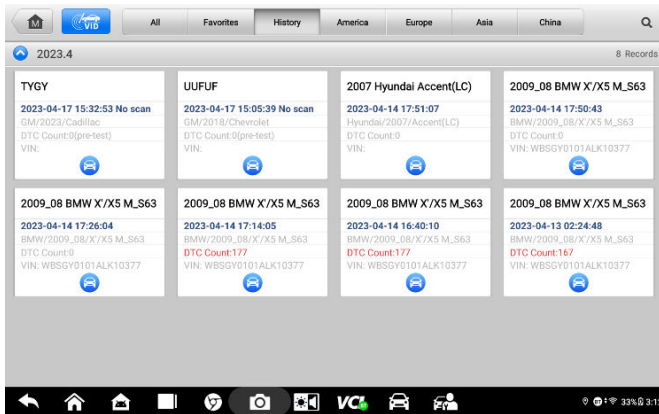 M VID All Favorites History America Europe Asia China
2023.4 8 Records
TYGY
2023-04-17 15:32:53 No scan
GM/2023/Cadillac
DTC Count:0(pre-test)
VIN:
UUFUF
2023-04-17 15:05:39 No scan
GM/2018/Chevrolet
DTC Count:0(pre-test)
VIN:
2007 Hyundai Accent(LC)
2023-04-14 17:51:07
Hyundai/2007/Accent(LC)
DTC Count:0
VIN:
2009_08 BMW X'/X5 M_S63
2023-04-14 17:50:43
BMW/2009_08/X'/X5 M_S63
DTC Count:0
VIN: WBSGY0101ALK10377
2009_08 BMW X'/X5 M_S63
2023-04-14 17:26:04
BMW/2009_08/X'/X5 M_S63
DTC Count:0
VIN: WBSGY0101ALK10377
2009_08 BMW X'/X5 M_S63
2023-04-14 17:14:05
BMW/2009_08/X'/X5 M_S63
DTC Count:177
VIN: WBSGY0101ALK10377
2009_08 BMW X'/X5 M_S63
2023-04-14 16:40:10
BMW/2009_08/X'/X5 M_S63
DTC Count:177
VIN: WBSGY0101ALK10377
2009_08 BMW X'/X5 M_S63
2023-04-13 02:24:48
BMW/2009_08/X'/X5 M_S63
DTC Count:167
VIN: WBSGY0101ALK10377
VCI 33%